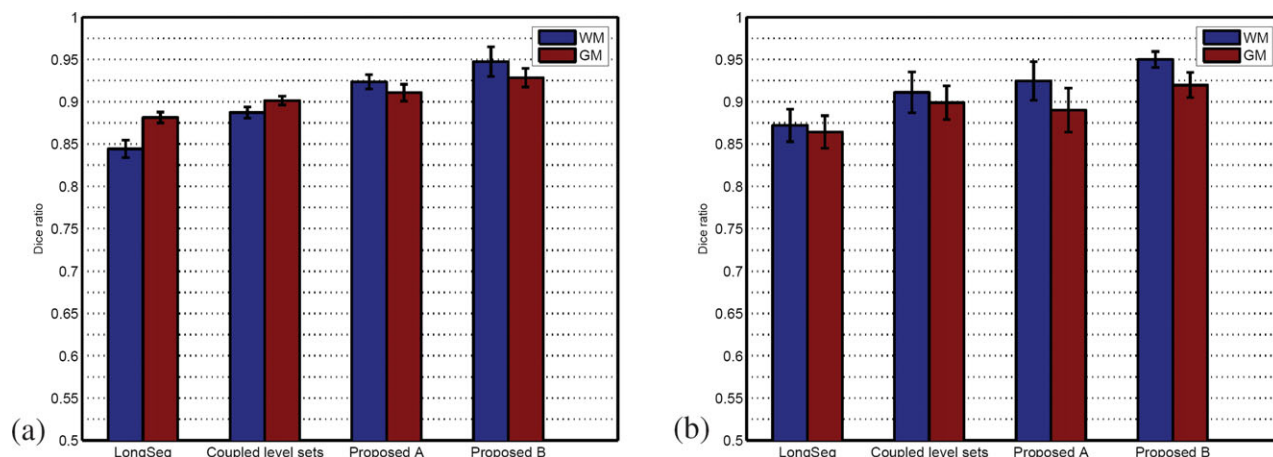 1
0.95
0.9
0.85
0.8
0.75
0.7
0.65
0.6
0.55
0.5
Dice ratio
WM
GM
LongSeg
Coupled level sets
Proposed A
Proposed B
(a)
1
0.95
0.9
0.85
0.8
0.75
0.7
0.65
0.6
0.55
0.5
Dice ratio
WM
GM
LongSeg
Coupled level sets
Proposed A
Proposed B
(b)